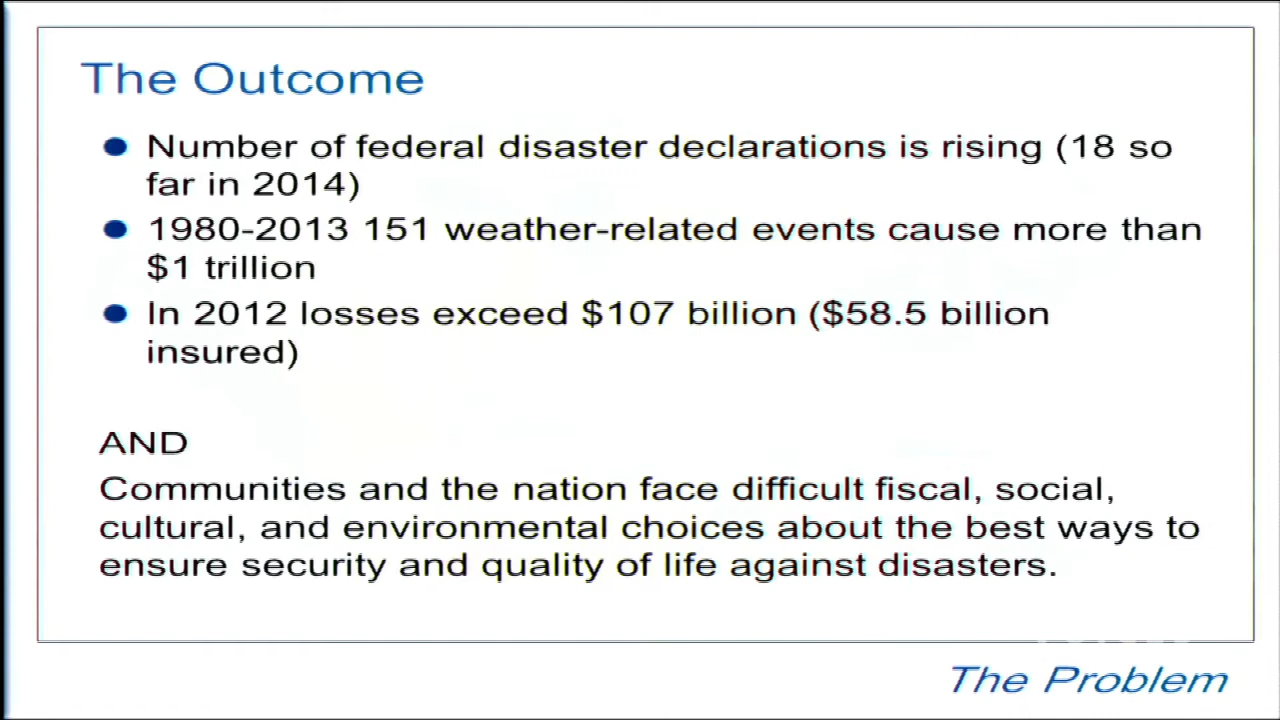 The Outcome
Number of federal disaster declarations is rising (18 so
far in 2014)
1980-2013 151 weather-related events cause more than
$1 trillion
In 2012 losses exceed $107 billion ($58.5 billion
insured)
AND
Communities and the nation face difficult fiscal, social,
cultural, and environmental choices about the best ways to
ensure security and quality of life against disasters.
The Problem